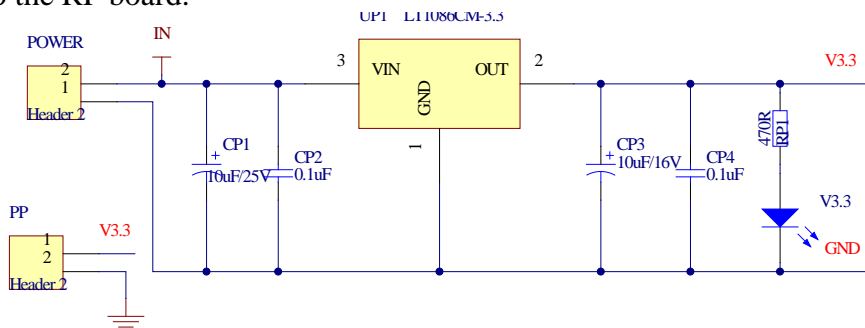 the RF board.
UP1 LT1086CM-3.3
POWER
IN
2
1
Header 2
3
VIN
OUT
GND
2
1
V3.3
CP1
10uF/25V
CP2
0.1uF
CP3
10uF/16V
CP4
0.1uF
470R
RP1
V3.3
GND
PP
1
2
V3.3
Header 2